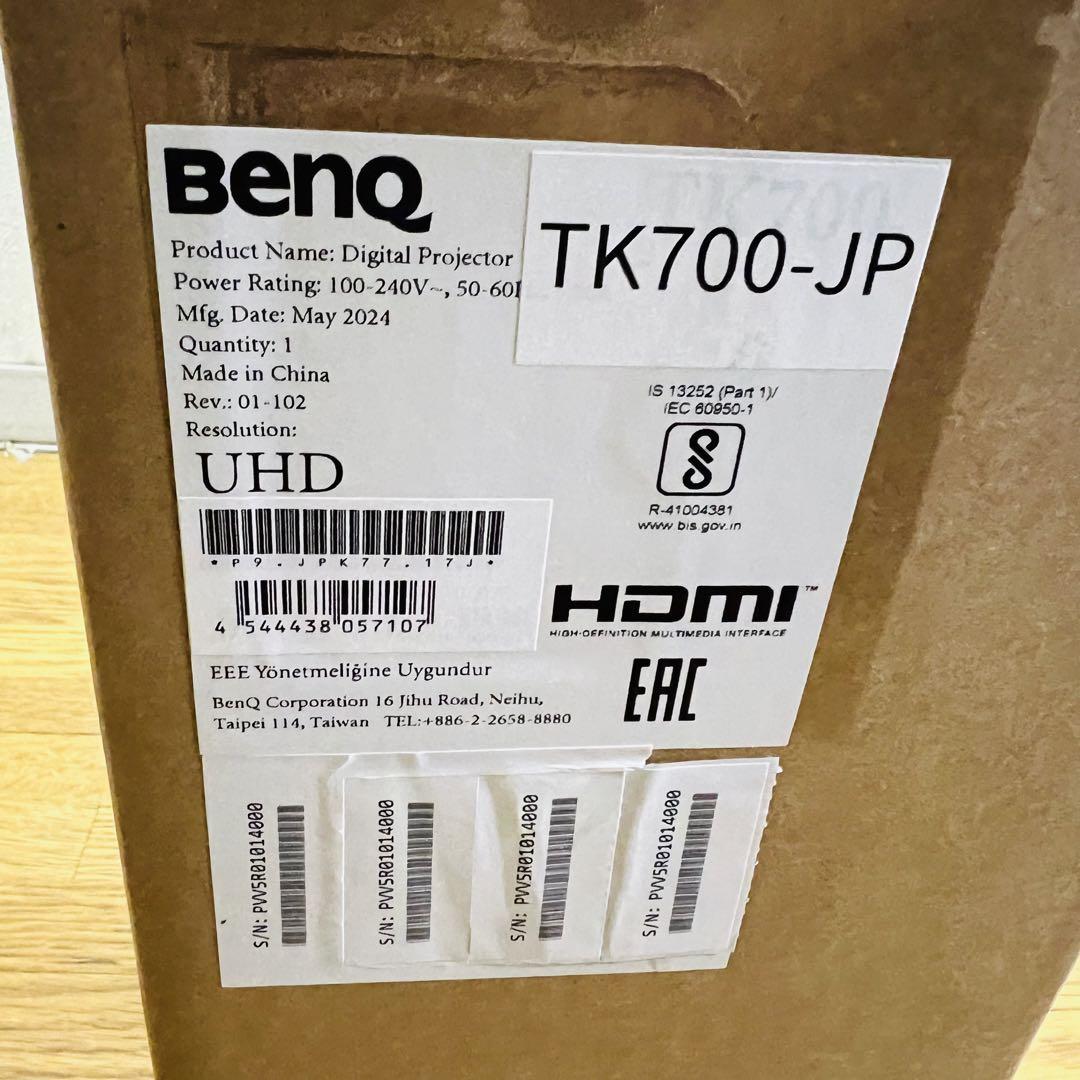 BenQ
TK700-JP
Product Name: Digital Projector
Power Rating: 100-240V~, 50-60
Mfg. Date: May 2024
Quantity: 1
Made in China
Rev.: 01-102
Resolution:
UHD
IS 13252 (Part 1)/
IEC 60950-1
R-41004381
www.bis.gov.in
*P9.JPK77.17J*
4 544438 057107
HDMI™
HIGH-DEFINITION MULTIMEDIA INTERFACE
EAC
EEE Yönetmeliğine Uygundur
BenQ Corporation 16 Jihu Road, Neihu,
Taipei 114, Taiwan TEL:+886-2-2658-8880
S/N: PVV5R01014000
S/N: PVV5R01014000
S/N: PVV5R01014000
S/N: PVV5R01014000